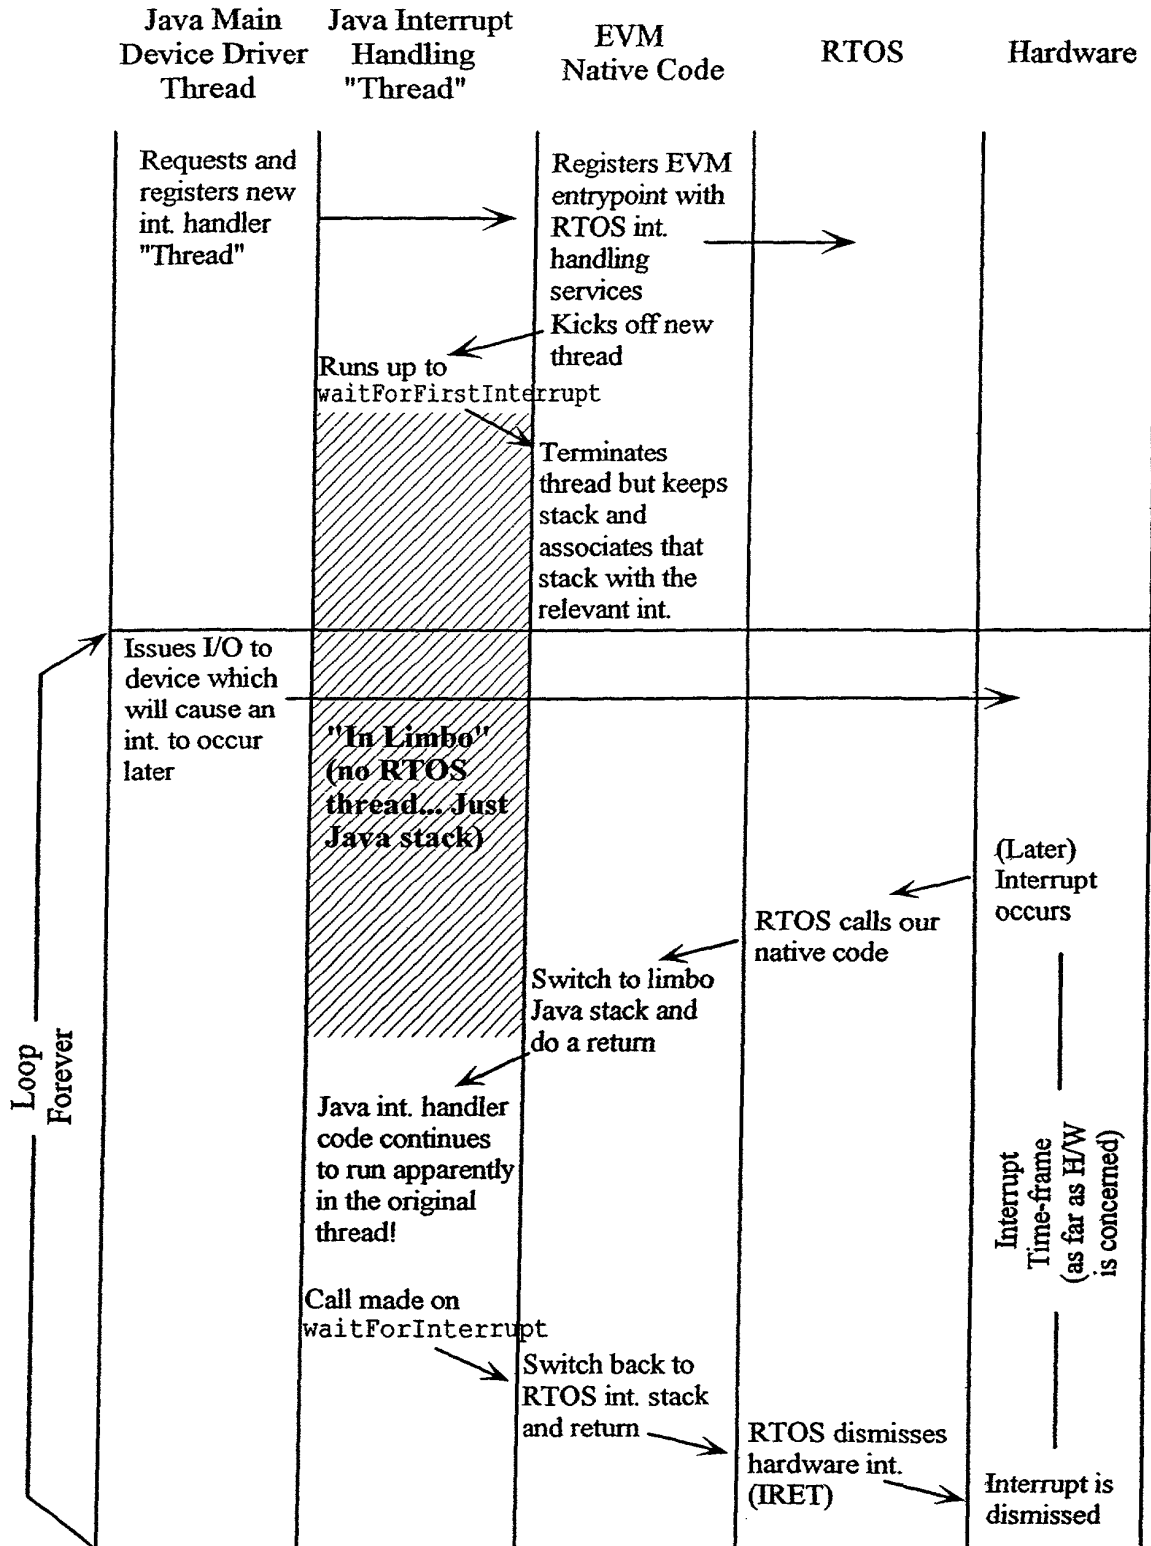 Java Main
Device Driver
Thread
Java Interrupt
Handling
"Thread"
EVM
Native Code
RTOS
Hardware
Requests and
registers new
int. handler
"Thread"
Registers EVM
entrypoint with
RTOS int.
handling
services
Kicks off new
thread
Runs up to
waitForFirstInterrupt
Terminates
thread but keeps
stack and
associates that
stack with the
relevant int.
Issues I/O to
device which
will cause an
int. to occur
later
"In Limbo"
(no RTOS
thread... Just
Java stack)
(Later)
Interrupt
occurs
RTOS calls our
native code
Switch to limbo
Java stack and
do a return
Loop
Forever
Java int. handler
code continues
to run apparently
in the original
thread!
Interrupt
Time-frame
(as far as H/W
is concerned)
Call made on
waitForInterrupt
Switch back to
RTOS int. stack
and return
RTOS dismisses
hardware int.
(IRET)
Interrupt is
dismissed